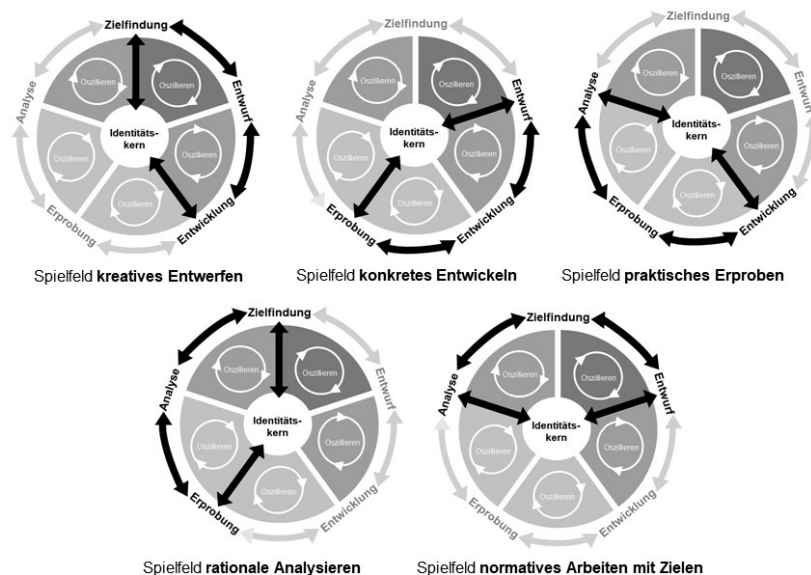 Zielfindung
Analyse
Entwurf
Oszillieren
Oszillieren
Identitäts-
kern
Oszillieren
Oszillieren
Oszillieren
Erprobung
Entwicklung
Spielfeld kreatives Entwerfen
Zielfindung
Analyse
Entwurf
Oszillieren
Oszillieren
Identitäts-
kern
Oszillieren
Oszillieren
Oszillieren
Erprobung
Entwicklung
Spielfeld konkretes Entwickeln
Zielfindung
Analyse
Entwurf
Oszillieren
Oszillieren
Identitäts-
kern
Oszillieren
Oszillieren
Oszillieren
Erprobung
Entwicklung
Spielfeld praktisches Erproben
Zielfindung
Analyse
Entwurf
Oszillieren
Oszillieren
Identitäts-
kern
Oszillieren
Oszillieren
Oszillieren
Erprobung
Entwicklung
Spielfeld rationale Analysieren
Zielfindung
Analyse
Entwurf
Oszillieren
Oszillieren
Identitäts-
kern
Oszillieren
Oszillieren
Oszillieren
Erprobung
Entwicklung
Spielfeld normatives Arbeiten mit Zielen